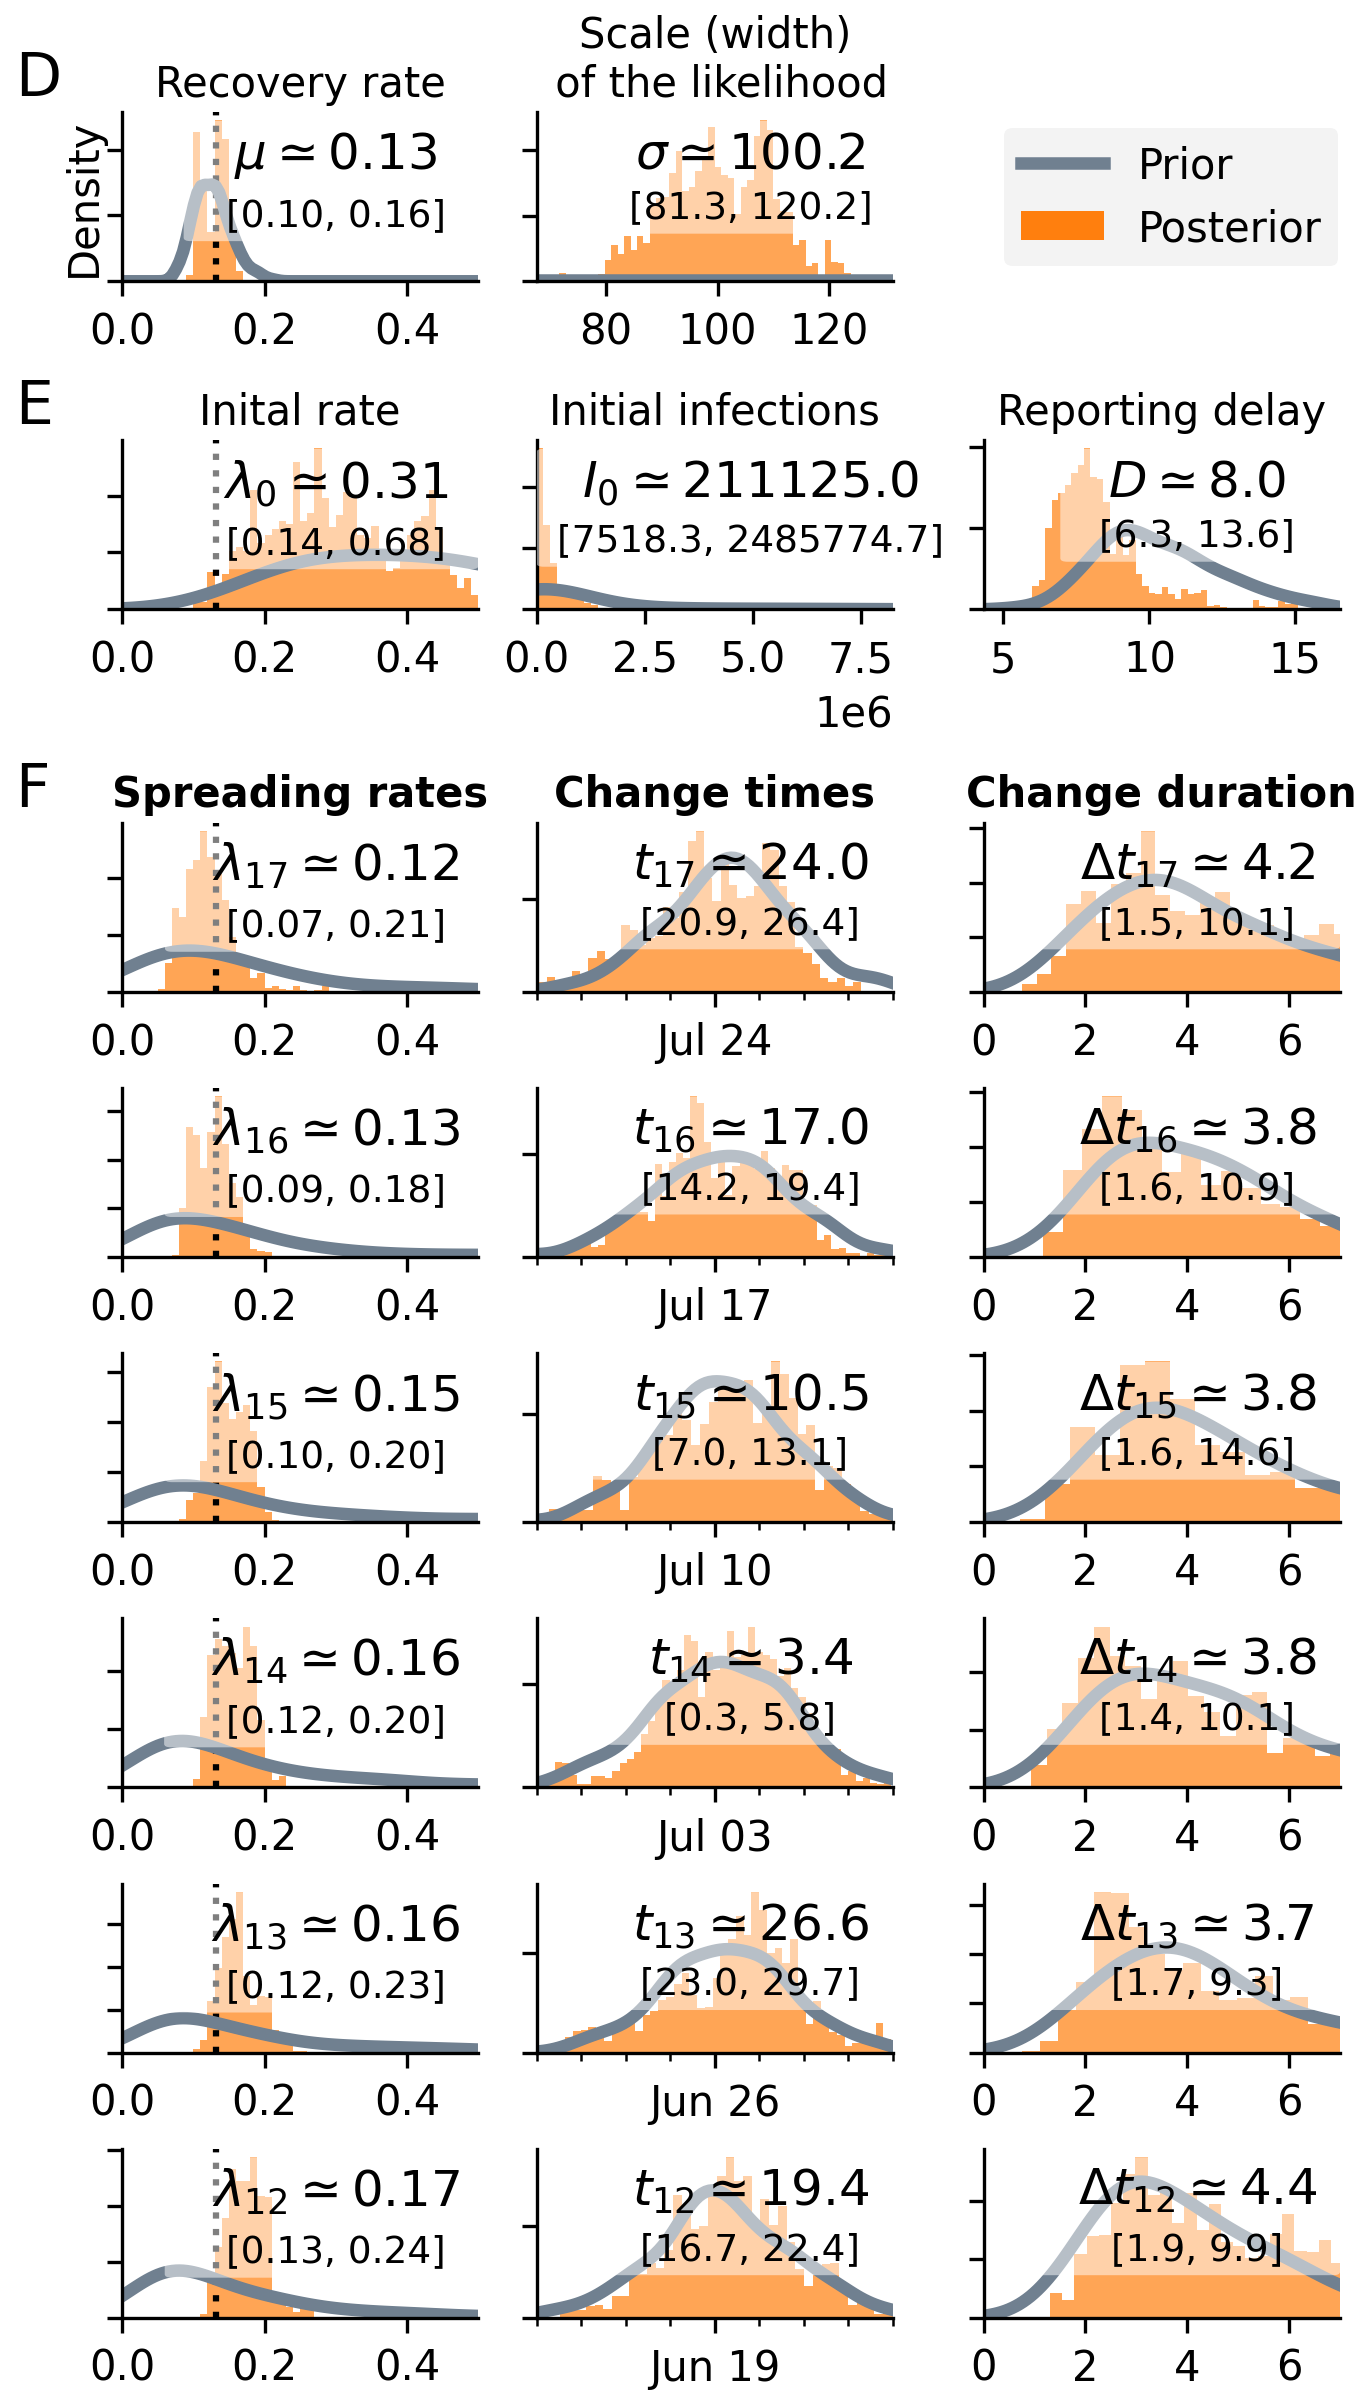 D
Recovery rate
Scale (width)
of the likelihood
Density
μ ≃ 0.13
[0.10, 0.16]
0.0 0.2 0.4
σ ≃ 100.2
[81.3, 120.2]
80 100 120
Prior
Posterior
E
Inital rate
λ0 ≃ 0.31
[0.14, 0.68]
0.0 0.2 0.4
Initial infections
I0 ≃ 211125.0
[7518.3, 2485774.7]
0.0 2.5 5.0 7.5
1e6
Reporting delay
D ≃ 8.0
[6.3, 13.6]
5 10 15
F
Spreading rates Change times Change duration
λ17 ≃ 0.12
[0.07, 0.21]
0.0 0.2 0.4
t17 ≃ 24.0
[20.9, 26.4]
Jul 24
Δt17 ≃ 4.2
[1.5, 10.1]
0 2 4 6
λ16 ≃ 0.13
[0.09, 0.18]
0.0 0.2 0.4
t16 ≃ 17.0
[14.2, 19.4]
Jul 17
Δt16 ≃ 3.8
[1.6, 10.9]
0 2 4 6
λ15 ≃ 0.15
[0.10, 0.20]
0.0 0.2 0.4
t15 ≃ 10.5
[7.0, 13.1]
Jul 10
Δt15 ≃ 3.8
[1.6, 14.6]
0 2 4 6
λ14 ≃ 0.16
[0.12, 0.20]
0.0 0.2 0.4
t14 ≃ 3.4
[0.3, 5.8]
Jul 03
Δt14 ≃ 3.8
[1.4, 10.1]
0 2 4 6
λ13 ≃ 0.16
[0.12, 0.23]
0.0 0.2 0.4
t13 ≃ 26.6
[23.0, 29.7]
Jun 26
Δt13 ≃ 3.7
[1.7, 9.3]
0 2 4 6
λ12 ≃ 0.17
[0.13, 0.24]
0.0 0.2 0.4
t12 ≃ 19.4
[16.7, 22.4]
Jun 19
Δt12 ≃ 4.4
[1.9, 9.9]
0 2 4 6